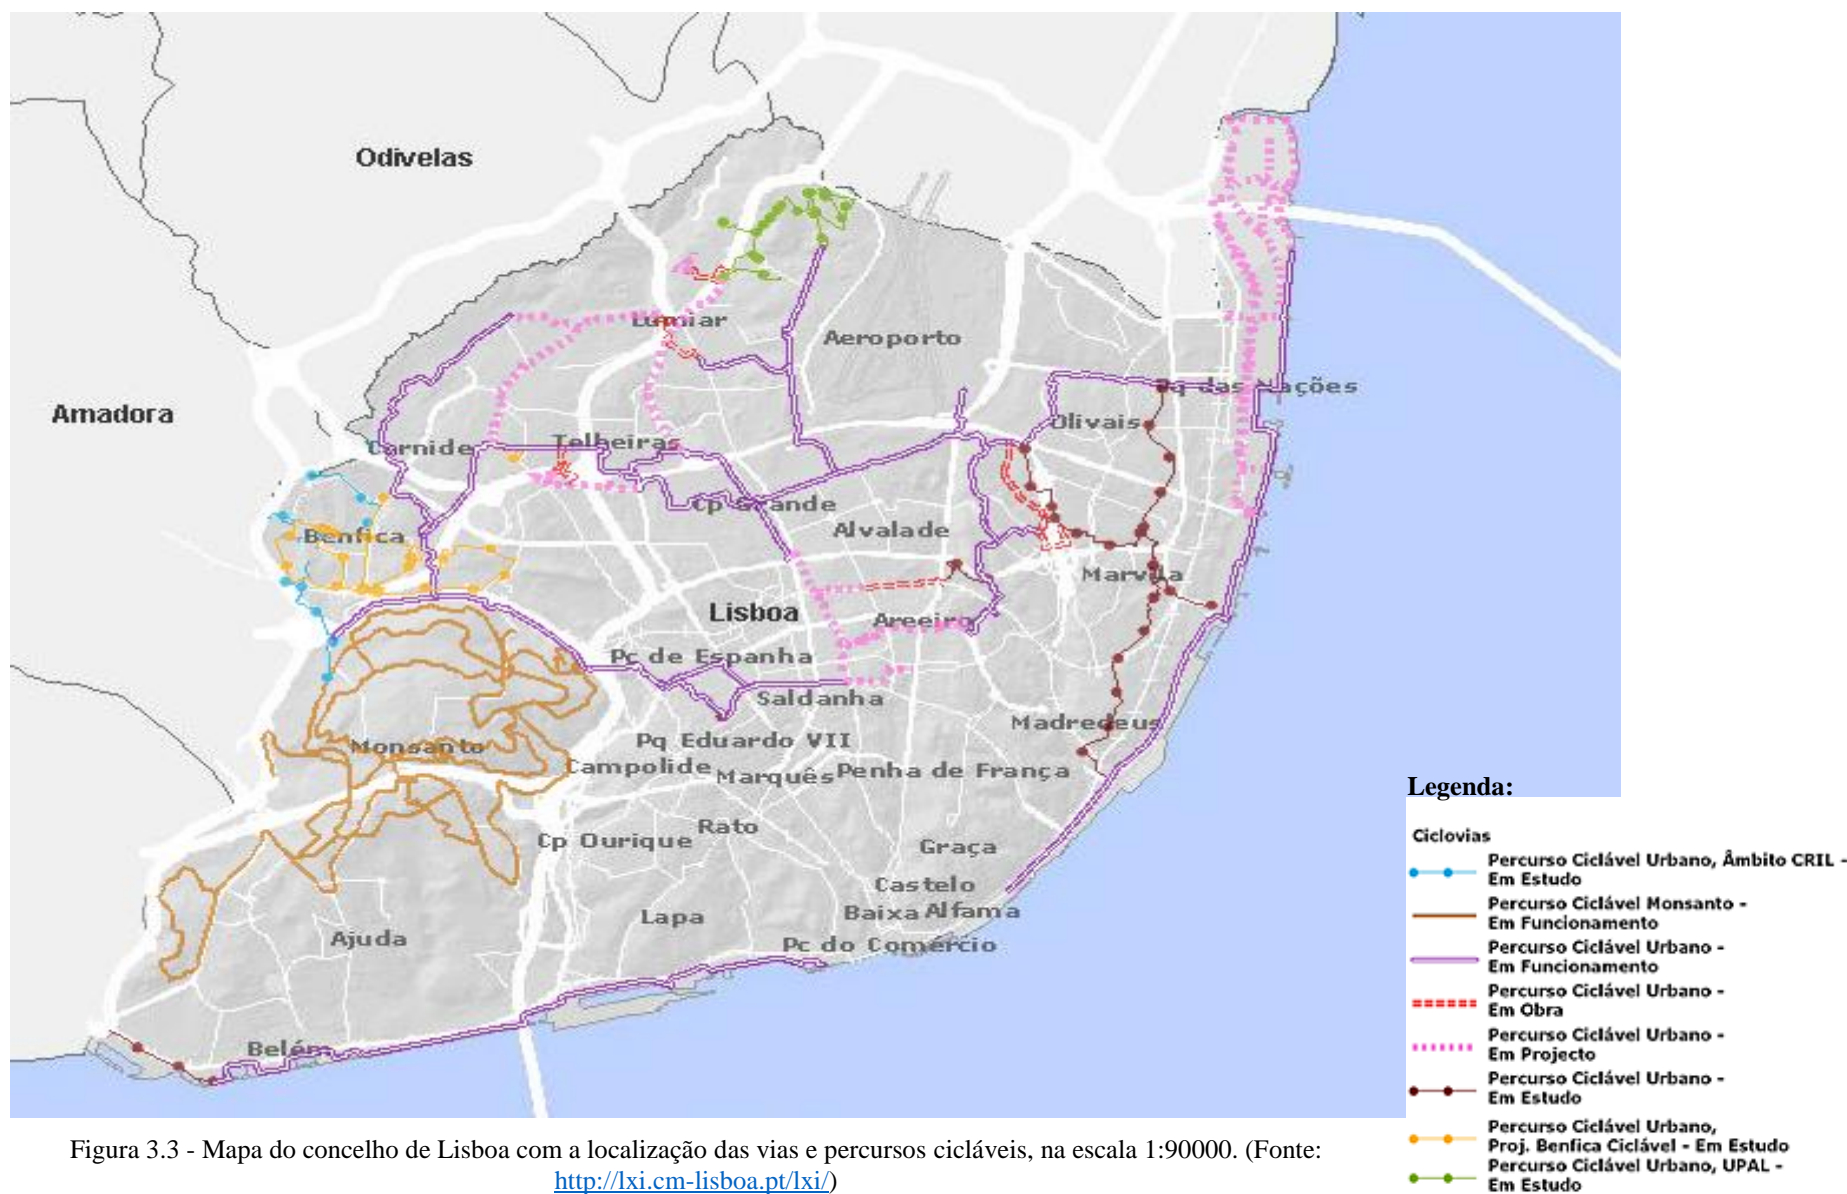 Odivelas
Lumiar
Aeroporto
Pq das Nações
Amadora
Olivais
Carnide
Telheiras
Cp Grande
Alvalade
Benfica
Marvila
Lisboa
Areeiro
Pc de Espanha
Saldanha
Madredeus
Pq Eduardo VII
Monsanto
Campolide
Marquês
Penha de França
Legenda:
Rato
Cp Ourique
Graça
Castelo
Baixa
Alfama
Lapa
Ajuda
Pc do Comércio
Belém
Ciclovias
Percurso Ciclável Urbano, Âmbito CRIL -
Em Estudo
Percurso Ciclável Monsanto -
Em Funcionamento
Percurso Ciclável Urbano -
Em Funcionamento
Percurso Ciclável Urbano -
Em Obra
Percurso Ciclável Urbano -
Em Projecto
Percurso Ciclável Urbano -
Em Estudo
Percurso Ciclável Urbano,
Proj. Benfica Ciclável - Em Estudo
Percurso Ciclável Urbano, UPAL -
Em Estudo
Figura 3.3 - Mapa do concelho de Lisboa com a localização das vias e percursos cicláveis, na escala 1:90000. (Fonte:
http://lxi.cm-lisboa.pt/lxi/)